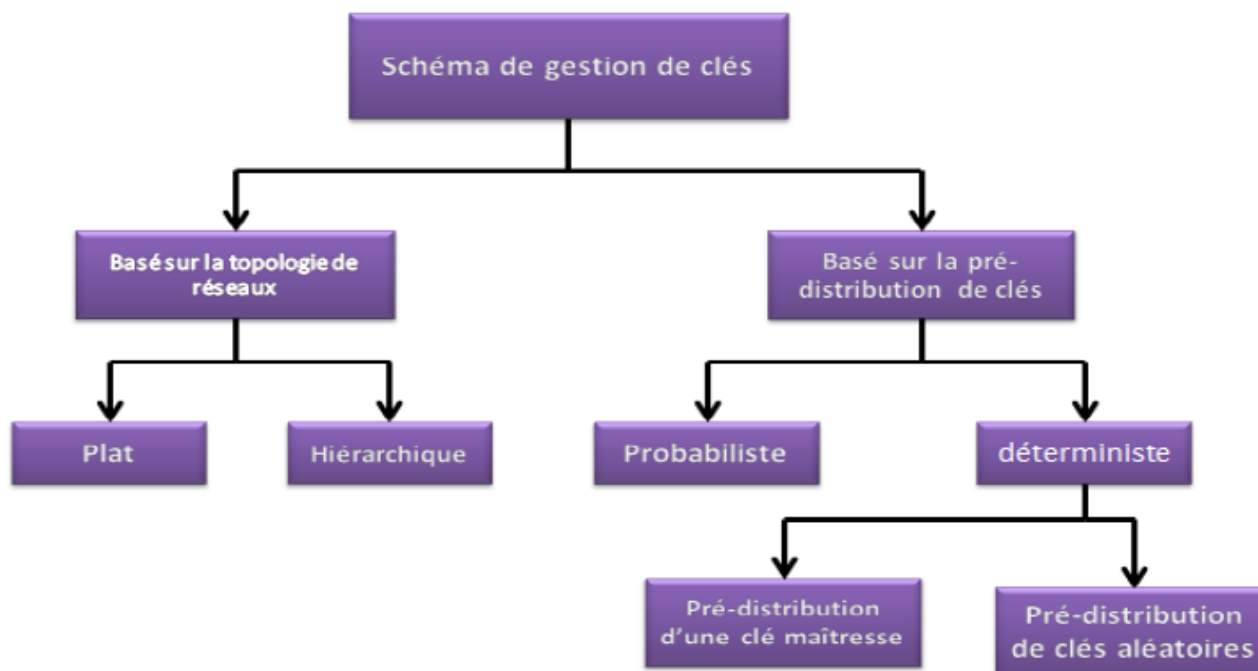 Schéma de gestion de clés
Basé sur la topologie de
réseaux
Basé sur la pré-
distribution de clés
Plat
Hiérarchique
Probabiliste
déterministe
Pré-distribution
d'une clé maîtresse
Pré-distribution
de clés aléatoires